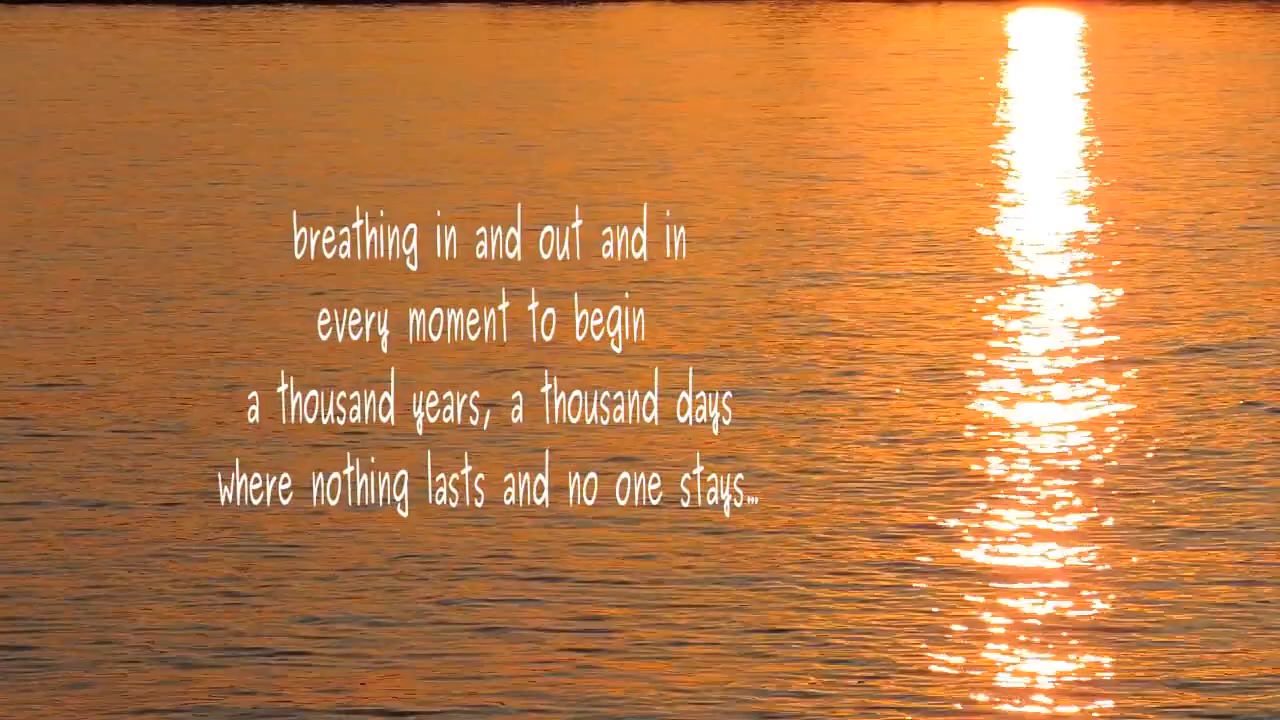 breathing in and out and in
every moment to begin
a thousand years, a thousand days
where nothing lasts and no one stays...